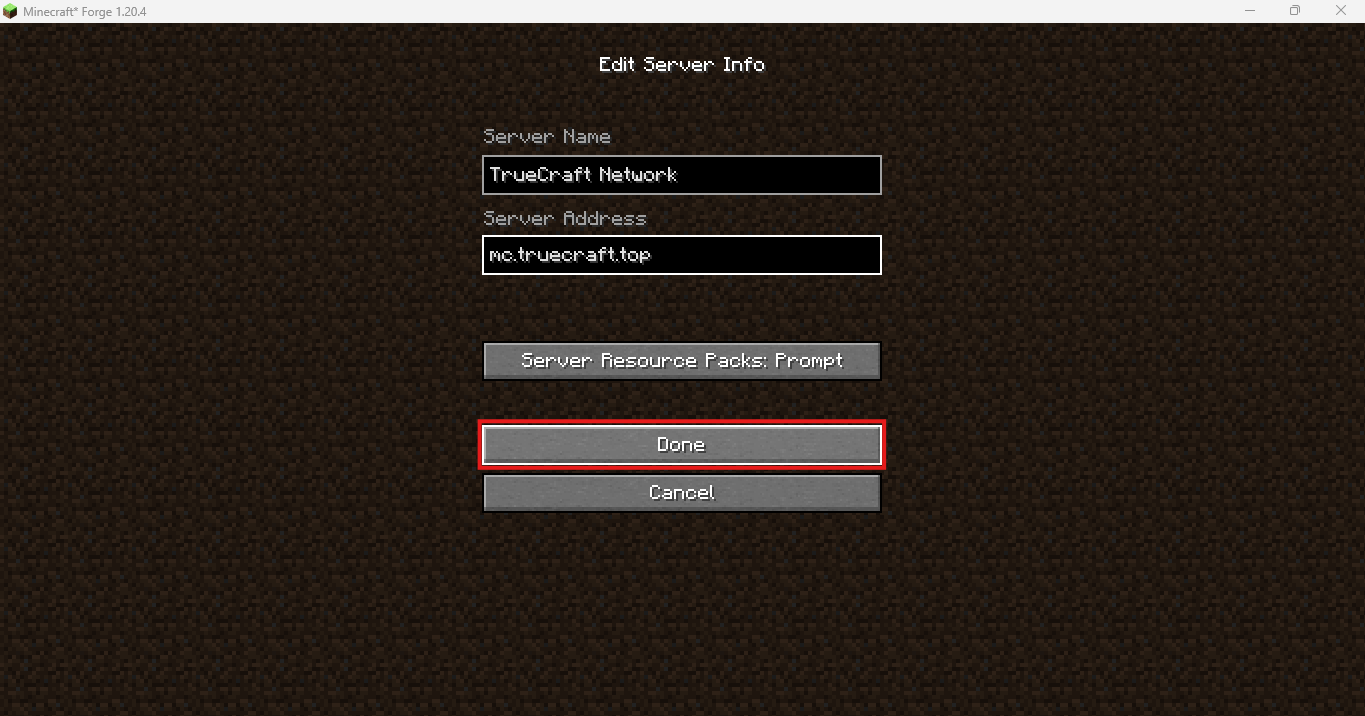 Minecraft* Forge 1.20.4
Edit Server Info
Server Name
TrueCraft Network
Server Address
mc.truecraft.top
Server Resource Packs: Prompt
Done
Cancel